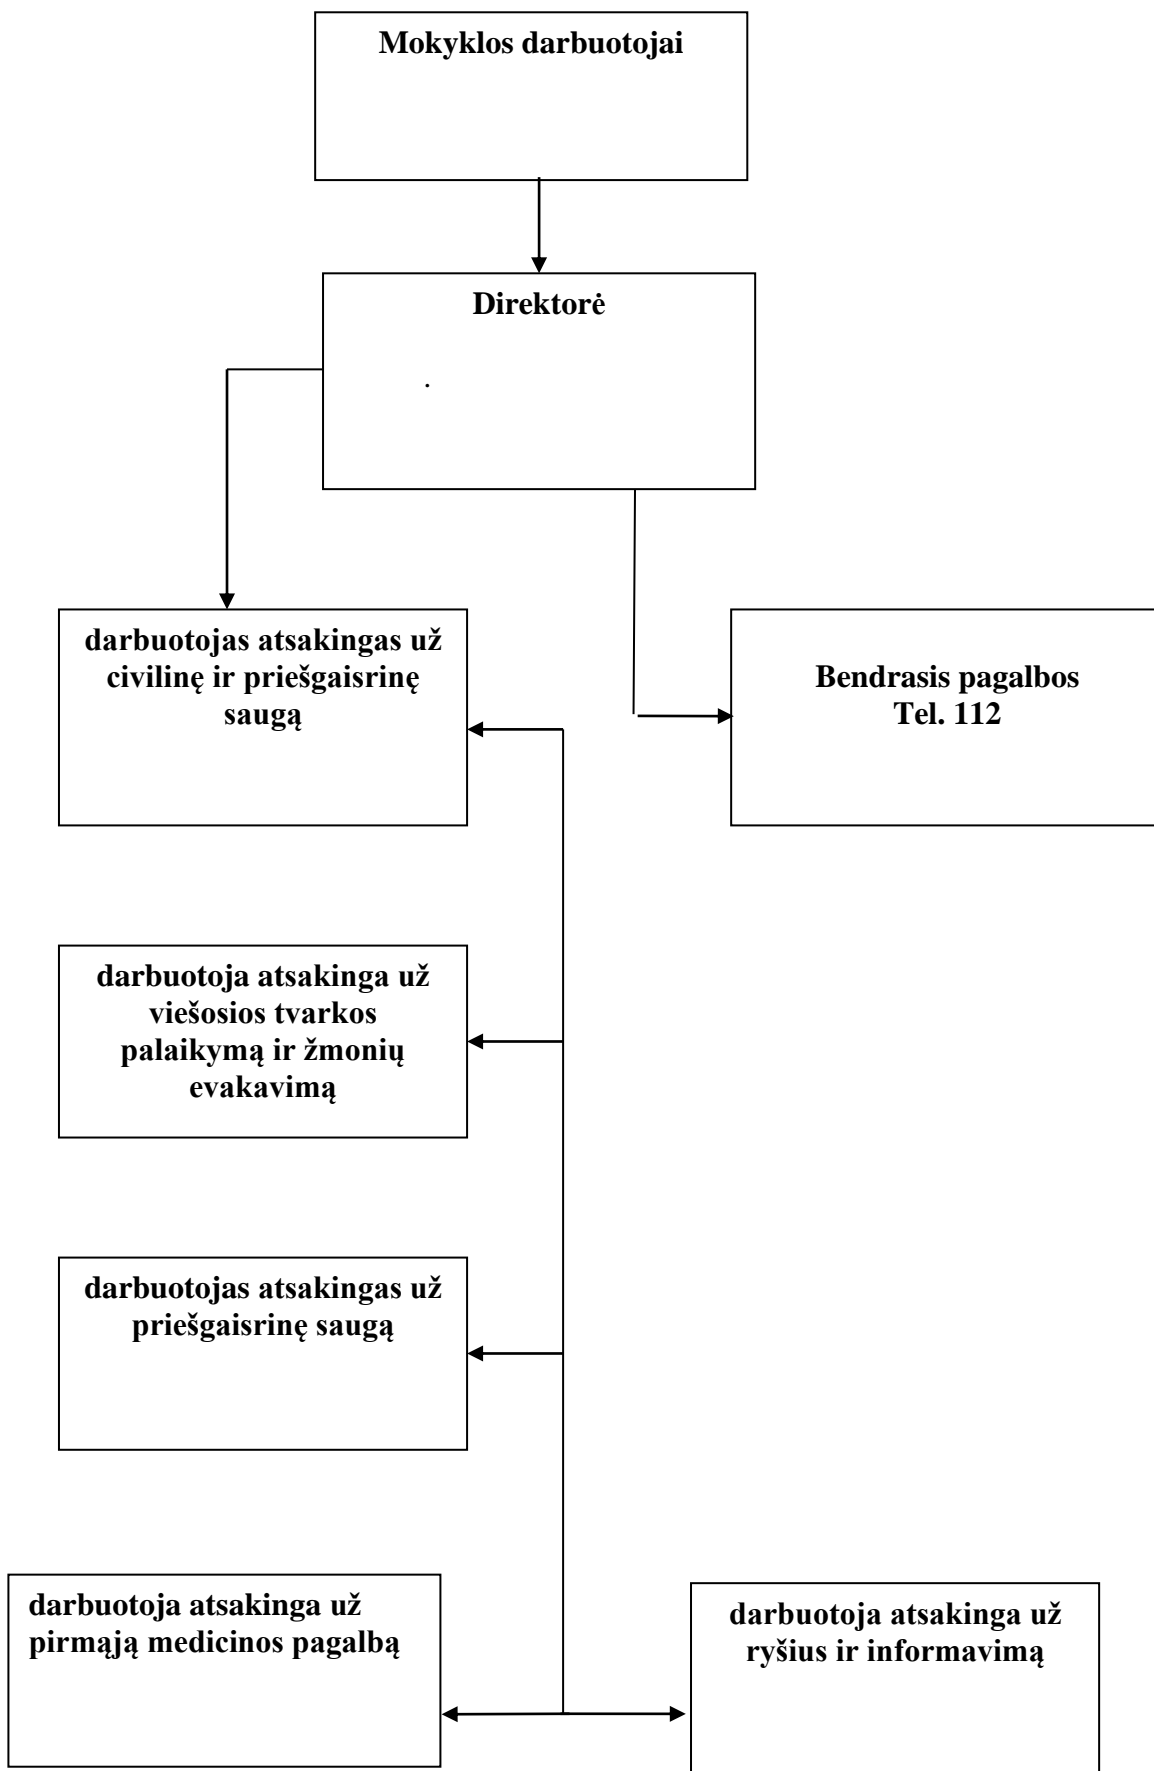 Mokyklos darbuotojai
Direktorė
.
darbuotojas atsakingas už
civilinę ir priešgaisrinę
saugą
Bendrasis pagalbos
Tel. 112
darbuotoja atsakinga už
viešosios tvarkos
palaikymą ir žmonių
evakavimą
darbuotojas atsakingas už
priešgaisrinę saugą
darbuotoja atsakinga už
pirmąją medicinos pagalbą
darbuotoja atsakinga už
ryšius ir informavimą